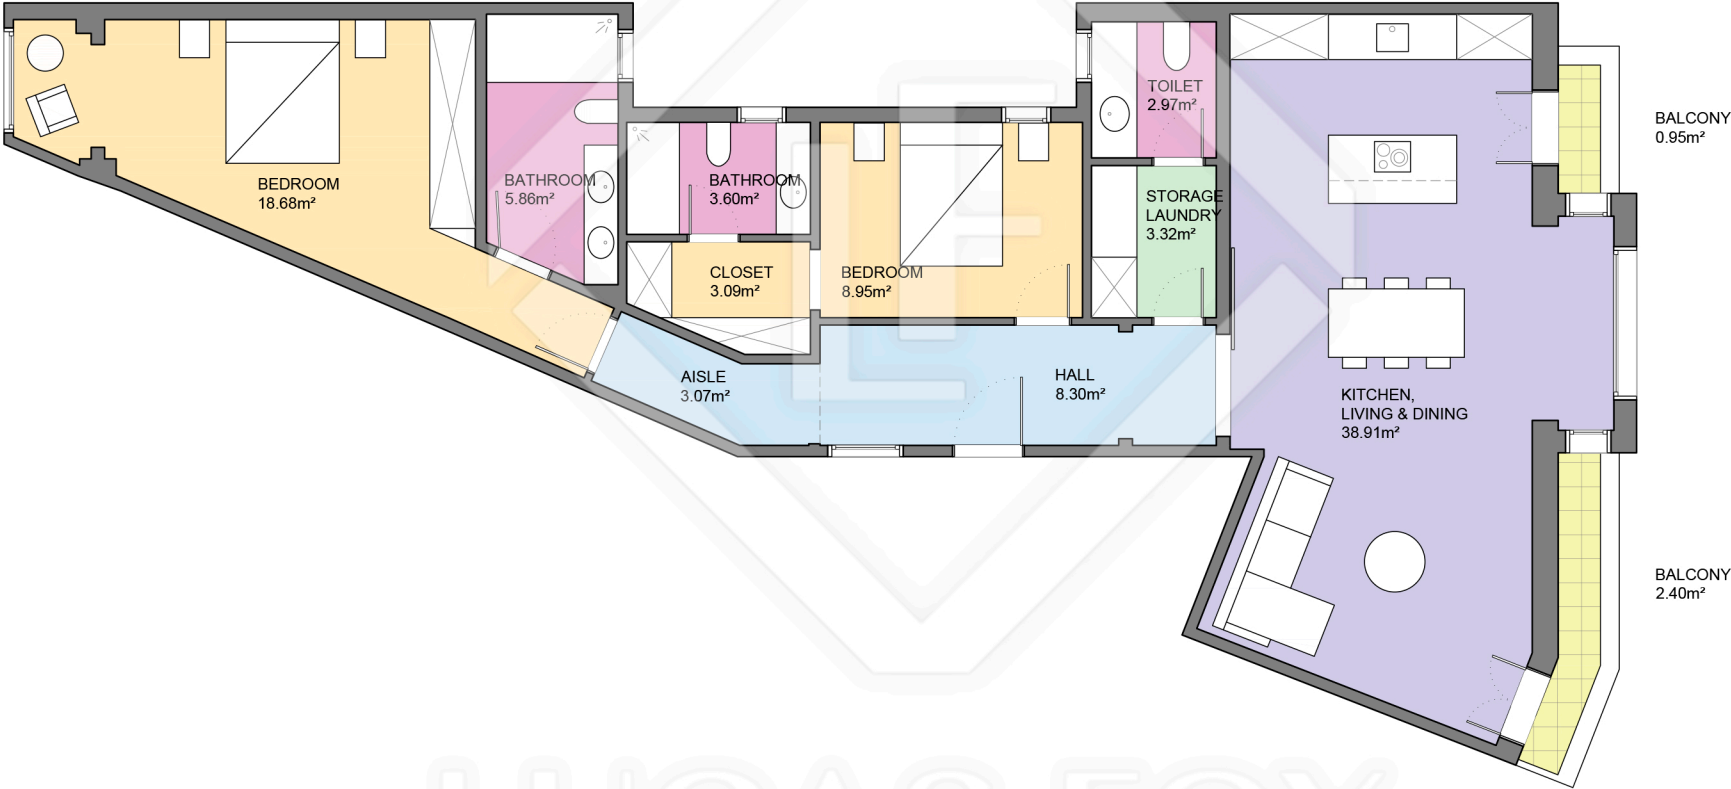 BEDROOM
18.68m²
BATHROOM
5.86m²
BATHROOM
3.60m²
CLOSET
3.09m²
BEDROOM
8.95m²
TOILET
2.97m²
STORAGE
LAUNDRY
3.32m²
AISLE
3.07m²
HALL
8.30m²
KITCHEN,
LIVING & DINING
38.91m²
BALCONY
0.95m²
BALCONY
2.40m²
LUCAS FOX